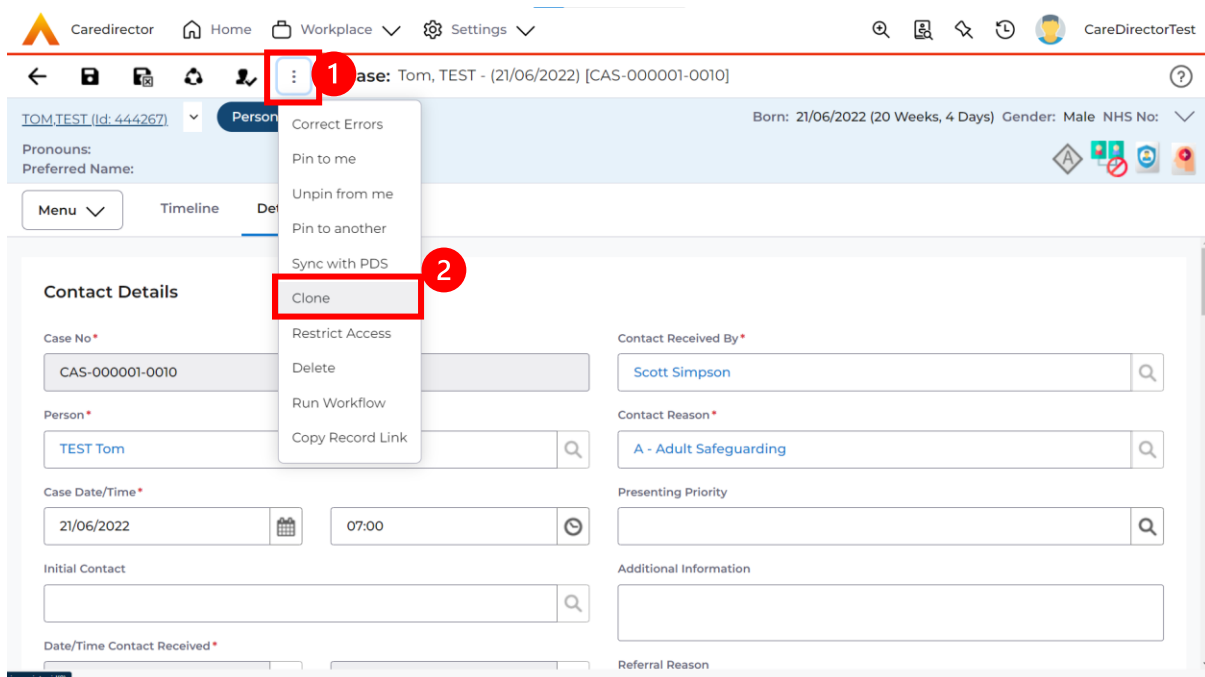 Caredirector Home Workplace Settings CareDirectorTest
1
ase: Tom, TEST - (21/06/2022) [CAS-000001-0010]
TOM,TEST (Id: 444267) Person Born: 21/06/2022 (20 Weeks, 4 Days) Gender: Male NHS No:
Pronouns:
Preferred Name:
A
Menu Timeline Det
Correct Errors
Pin to me
Unpin from me
Pin to another
Sync with PDS
2
Clone
Restrict Access
Delete
Run Workflow
Copy Record Link
Contact Details
Case No*
CAS-000001-0010
Contact Received By*
Scott Simpson
Person*
TEST Tom
Contact Reason*
A - Adult Safeguarding
Case Date/Time*
21/06/2022 07:00
Presenting Priority
Initial Contact
Additional Information
Date/Time Contact Received*
Referral Reason